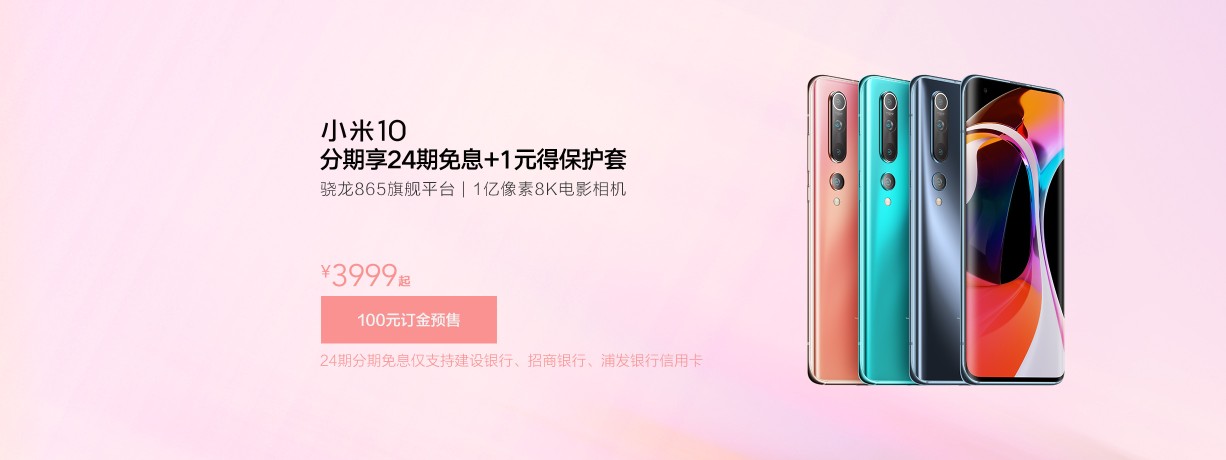 小米10
分期享24期免息+1元得保护套
骁龙865旗舰平台 | 1亿像素8K电影相机
¥3999起
100元订金预售
24期分期免息仅支持建设银行、招商银行、浦发银行信用卡